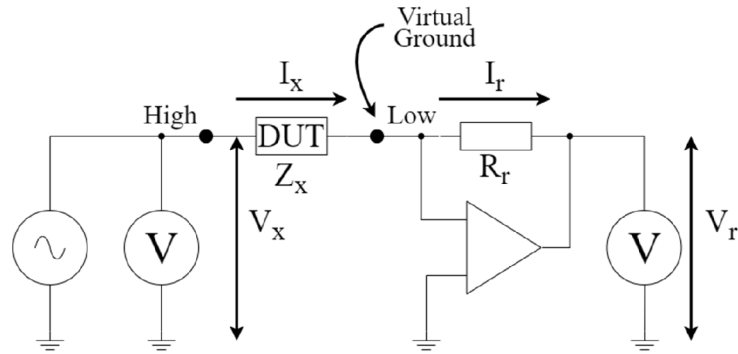 Virtual
Ground
Iₓ
Iᵣ
High
Low
DUT
Zₓ
Rᵣ
V
Vₓ
V
Vᵣ